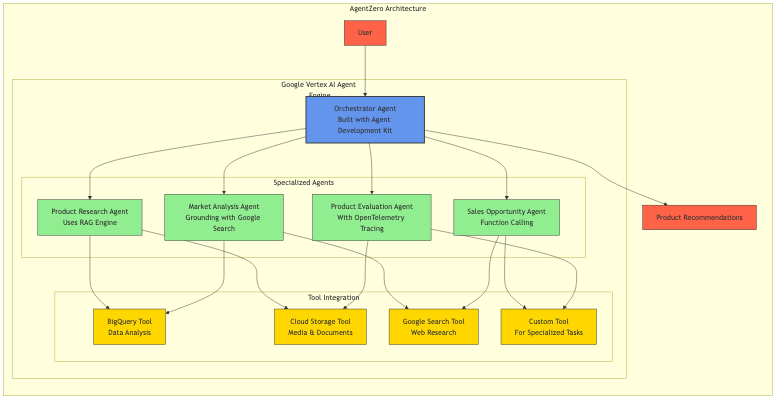 AgentZero Architecture
User
Google Vertex AI Agent
Engine
Orchestrator Agent
Built with Agent
Development Kit
Specialized Agents
Product Research Agent
Uses RAG Engine
Market Analysis Agent
Grounding with Google
Search
Product Evaluation Agent
With OpenTelemetry
Tracing
Sales Opportunity Agent
Function Calling
Product Recommendations
Tool Integration
BigQuery Tool
Data Analysis
Cloud Storage Tool
Media & Documents
Google Search Tool
Web Research
Custom Tool
For Specialized Tasks